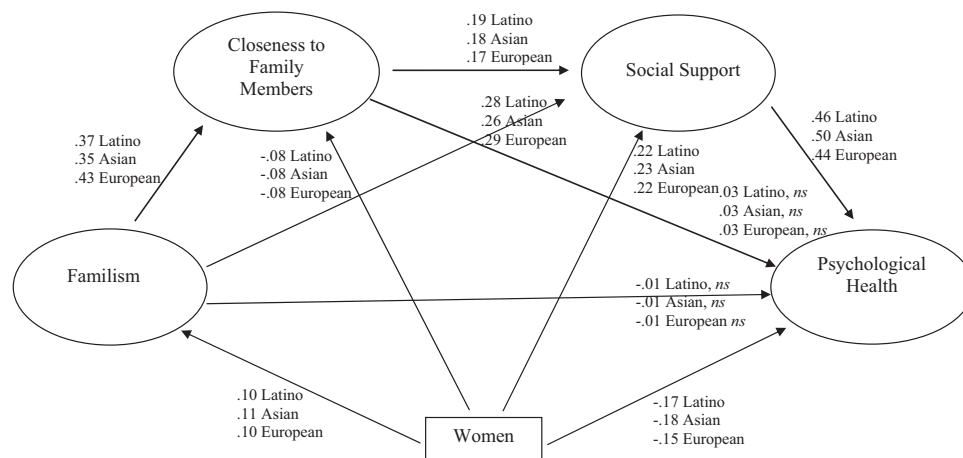 .19 Latino
.18 Asian
.17 European
Closeness to
Family
Members
Social Support
.28 Latino
.26 Asian
.29 European
.46 Latino
.50 Asian
.44 European
.37 Latino
.35 Asian
.43 European
-.08 Latino
-.08 Asian
-.08 European
.22 Latino
.23 Asian
.22 European
.03 Latino, ns
.03 Asian, ns
.03 European, ns
Familism
Psychological
Health
-.01 Latino, ns
-.01 Asian, ns
-.01 European ns
.10 Latino
.11 Asian
.10 European
Women
-.17 Latino
-.18 Asian
-.15 European